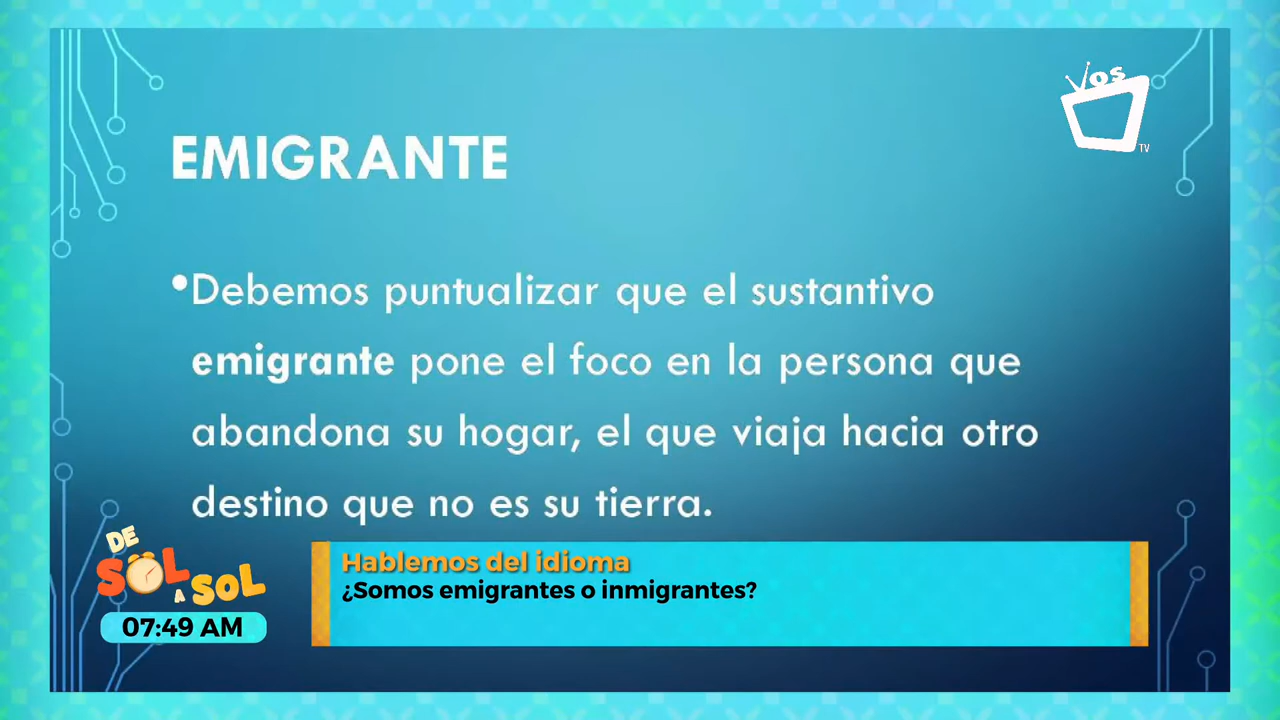 VOS
TV
EMIGRANTE
•Debemos puntualizar que el sustantivo
emigrante pone el foco en la persona que
abandona su hogar, el que viaja hacia otro
destino que no es su tierra.
DE
SOL
A SOL
07:49 AM
Hablemos del idioma
¿Somos emigrantes o inmigrantes?